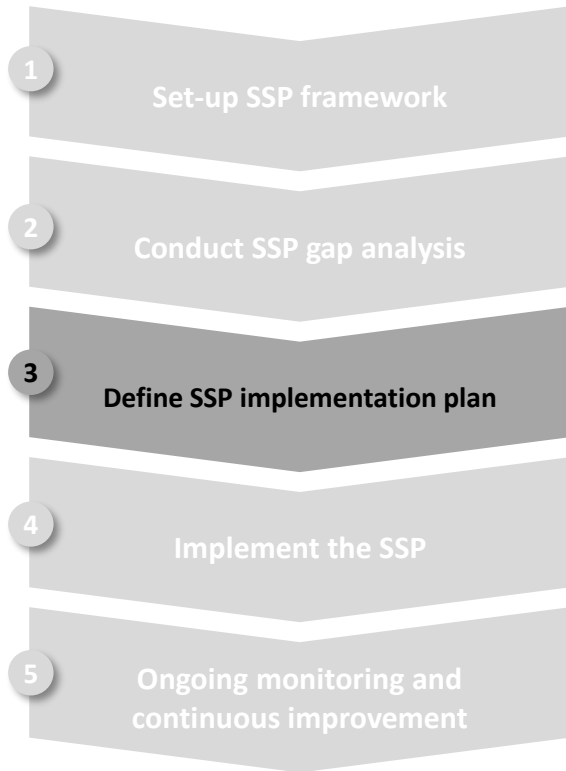 1
Set-up SSP framework
2
Conduct SSP gap analysis
3
Define SSP implementation plan
4
Implement the SSP
5
Ongoing monitoring and
continuous improvement